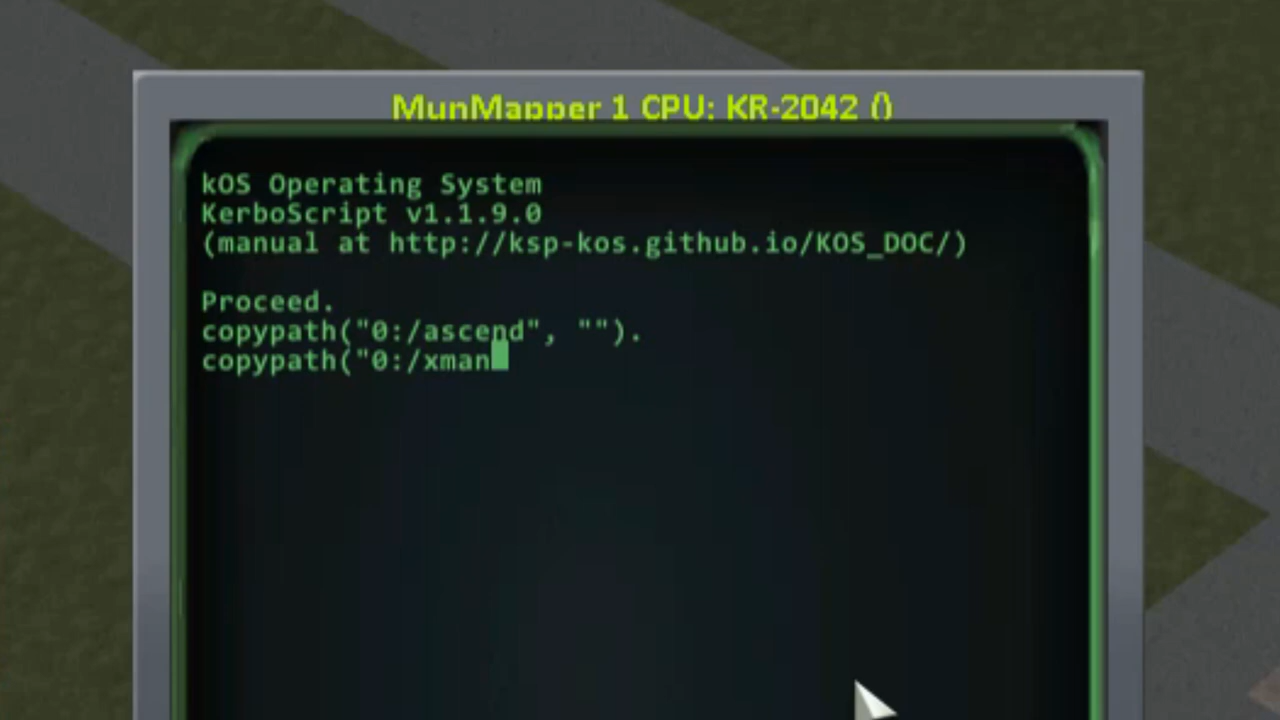 MunMapper 1 CPU: KR-2042 ()
kOS Operating System
KerboScript v1.1.9.0
(manual at http://ksp-kos.github.io/KOS_DOC/)
Proceed.
copypath("0:/ascend", "").
copypath("0:/xman